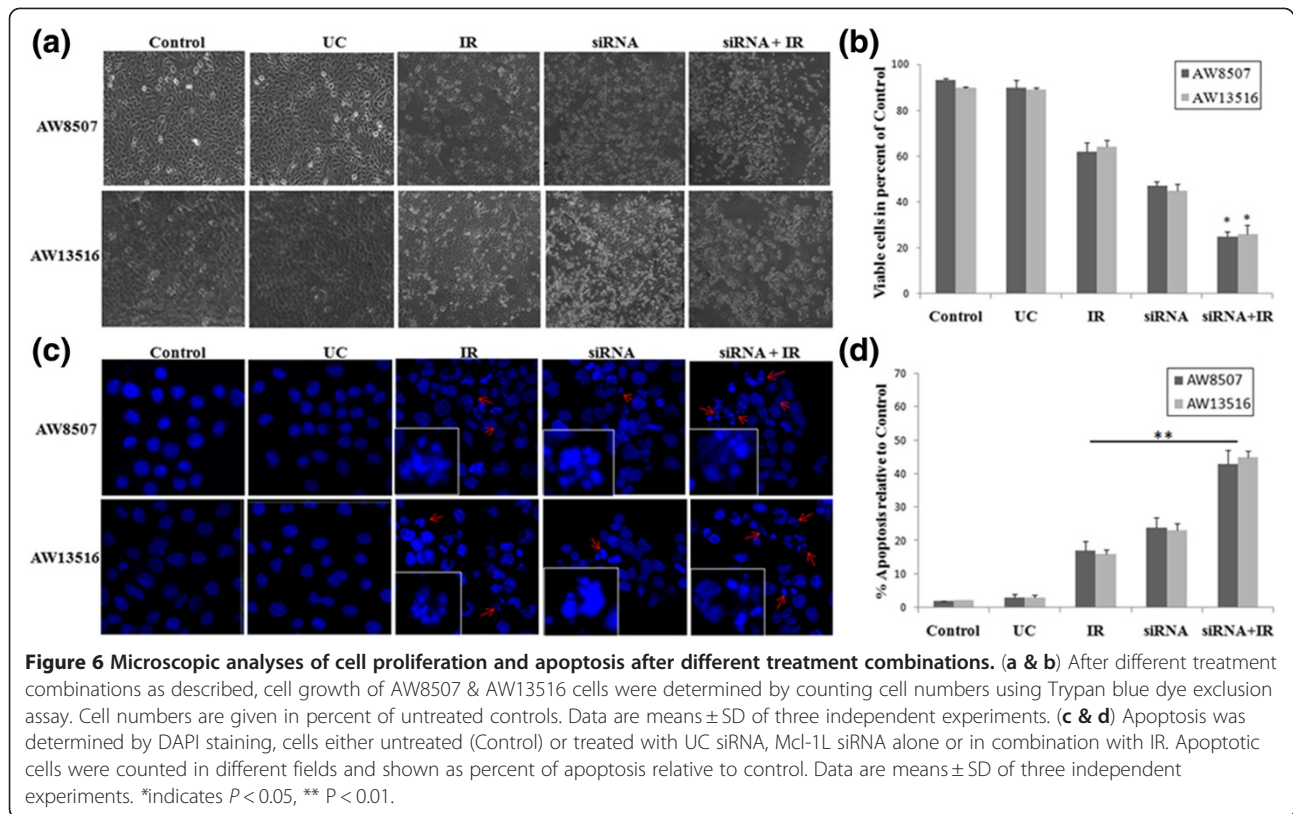 (a)
Control UC IR siRNA siRNA + IR
AW8507
AW13516
(b)
Viable cells in percent of Control
100
80
60
40
20
0
AW8507
AW13516
* *
Control UC IR siRNA siRNA+IR
(c)
Control UC IR siRNA siRNA + IR
AW8507
AW13516
(d)
% Apoptosis relative to Control
70
60
50
40
30
20
10
0
AW8507
AW13516
**
Control UC IR siRNA siRNA+IR
Figure 6 Microscopic analyses of cell proliferation and apoptosis after different treatment combinations. (a & b) After different treatment
combinations as described, cell growth of AW8507 & AW13516 cells were determined by counting cell numbers using Trypan blue dye exclusion
assay. Cell numbers are given in percent of untreated controls. Data are means ± SD of three independent experiments. (c & d) Apoptosis was
determined by DAPI staining, cells either untreated (Control) or treated with UC siRNA, Mcl-1L siRNA alone or in combination with IR. Apoptotic
cells were counted in different fields and shown as percent of apoptosis relative to control. Data are means ± SD of three independent
experiments. *indicates P < 0.05, ** P < 0.01.